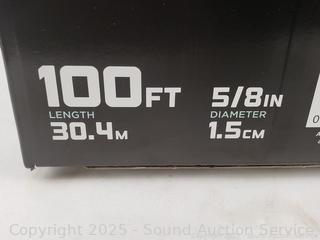 100FT
LENGTH
30.4M
5/8IN
DIAMETER
1.5CM
Copyright 2025 - Sound Auction Service,